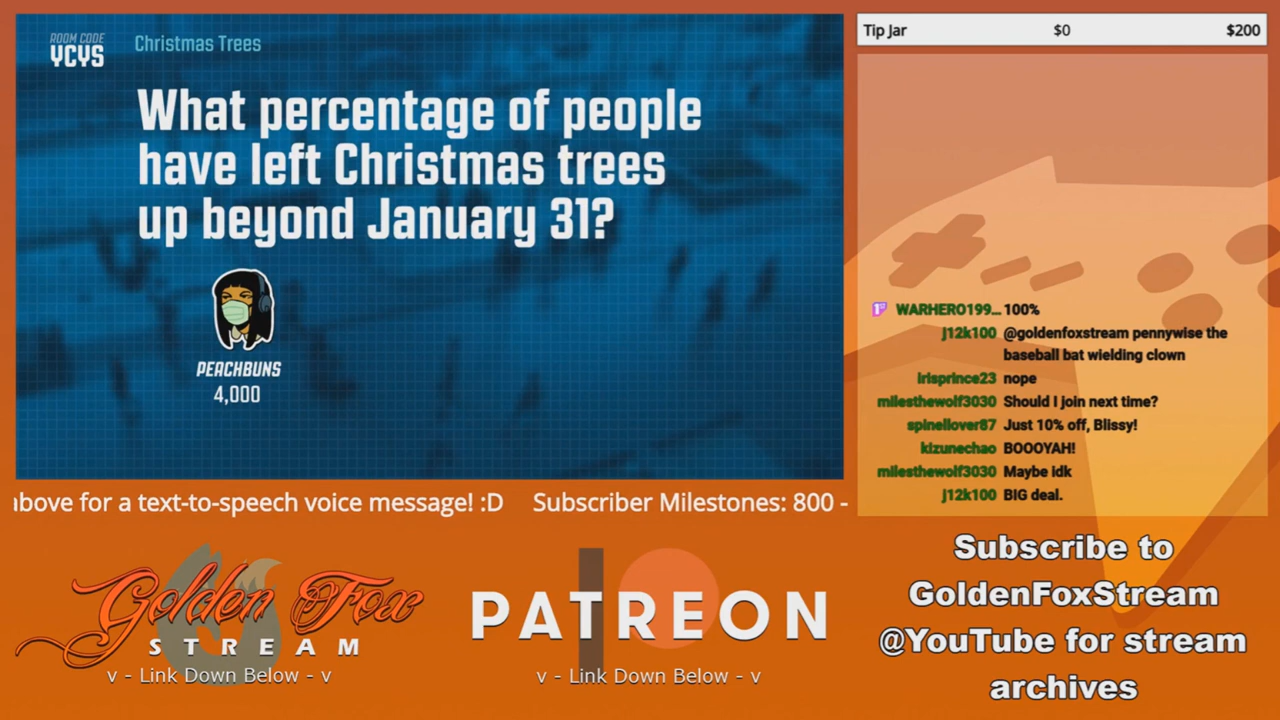 ROOM CODE
YCYS
Christmas Trees
What percentage of people
have left Christmas trees
up beyond January 31?
PEACHBUNS
4,000
above for a text-to-speech voice message! :D Subscriber Milestones: 800 -
Golden Fox
STREAM
v - Link Down Below - v
PATREON
v - Link Down Below - v
Tip Jar $0 $200
WARHERO199... 100%
J12k100 @goldenfoxstream pennywise the
baseball bat wielding clown
irisprince23 nope
milesthewolf3030 Should I join next time?
spinellover87 Just 10% off, Blissy!
kizunechao BOOOYAH!
milesthewolf3030 Maybe idk
J12k100 BIG deal.
Subscribe to
GoldenFoxStream
@YouTube for stream
archives